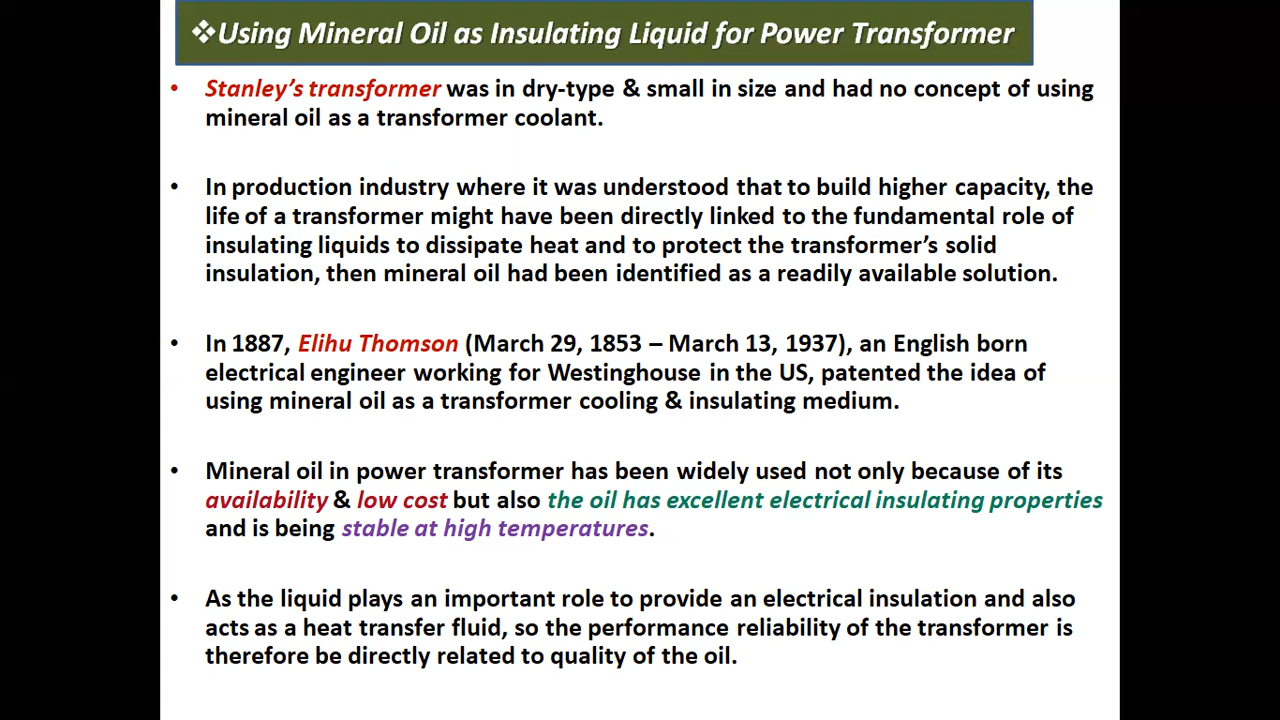 ❖Using Mineral Oil as Insulating Liquid for Power Transformer
• Stanley’s transformer was in dry-type & small in size and had no concept of using
mineral oil as a transformer coolant.
• In production industry where it was understood that to build higher capacity, the
life of a transformer might have been directly linked to the fundamental role of
insulating liquids to dissipate heat and to protect the transformer’s solid
insulation, then mineral oil had been identified as a readily available solution.
• In 1887, Elihu Thomson (March 29, 1853 – March 13, 1937), an English born
electrical engineer working for Westinghouse in the US, patented the idea of
using mineral oil as a transformer cooling & insulating medium.
• Mineral oil in power transformer has been widely used not only because of its
availability & low cost but also the oil has excellent electrical insulating properties
and is being stable at high temperatures.
• As the liquid plays an important role to provide an electrical insulation and also
acts as a heat transfer fluid, so the performance reliability of the transformer is
therefore be directly related to quality of the oil.